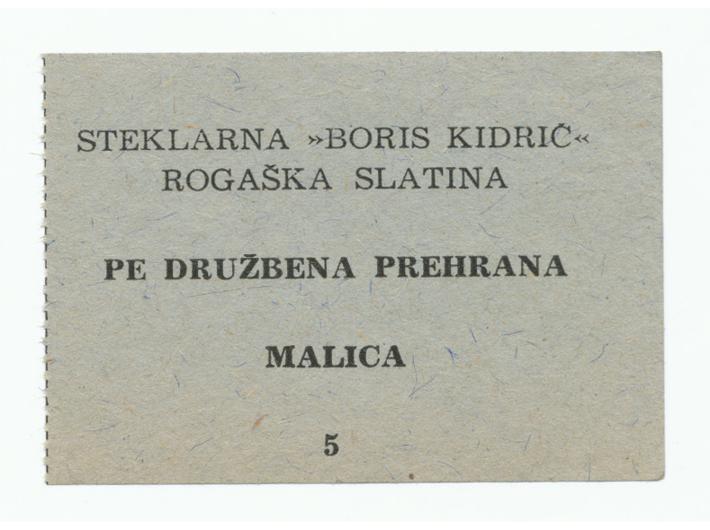 STEKLARNA »BORIS KIDRIČ«
ROGAŠKA SLATINA
PE DRUŽBENA PREHRANA
MALICA
5